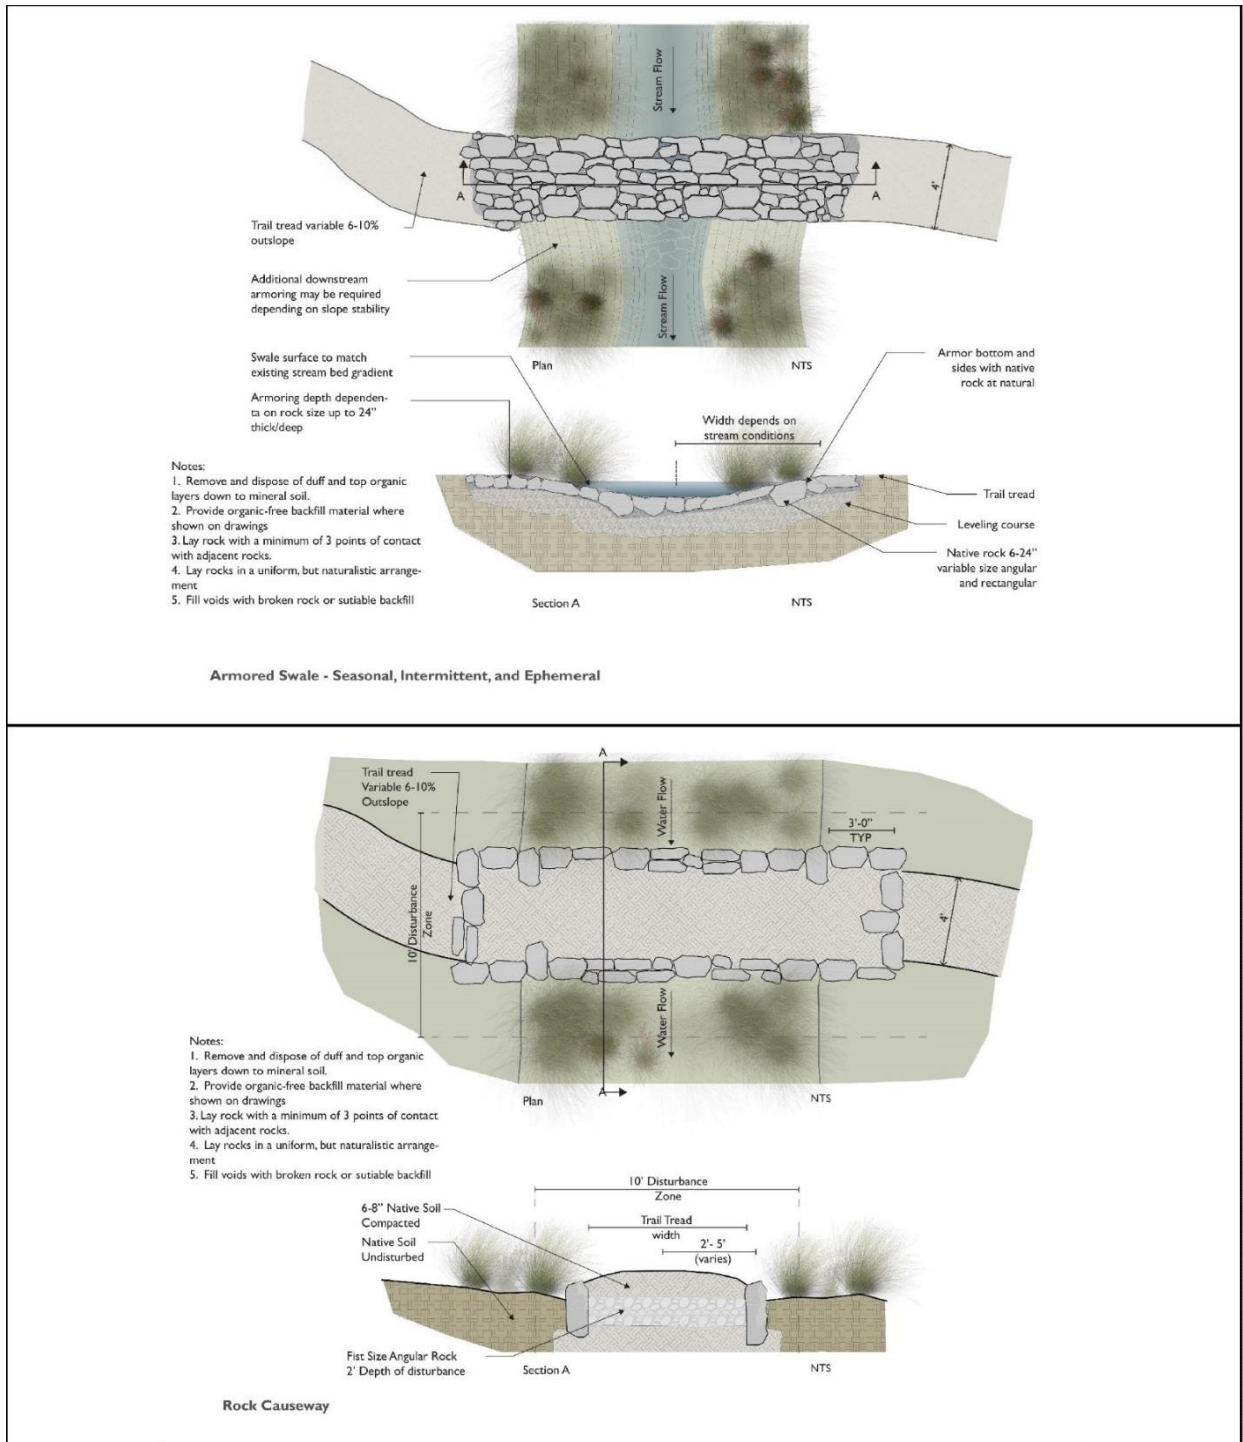 Stream Flow
A
A
4'
Trail tread variable 6-10%
outslope
Additional downstream
armoring may be required
depending on slope stability
Stream Flow
Plan
NTS
Swale surface to match
existing stream bed gradient
Armoring depth dependen-
ta on rock size up to 24"
thick/deep
Armor bottom and
sides with native
rock at natural
Width depends on
stream conditions
Notes:
1. Remove and dispose of duff and top organic
layers down to mineral soil.
2. Provide organic-free backfill material where
shown on drawings
3. Lay rock with a minimum of 3 points of contact
with adjacent rocks.
4. Lay rocks in a uniform, but naturalistic arrange-
ment
5. Fill voids with broken rock or sutiable backfill
Trail tread
Leveling course
Native rock 6-24"
variable size angular
and rectangular
Section A
NTS
Armored Swale - Seasonal, Intermittent, and Ephemeral
A
Trail tread
Variable 6-10%
Outslope
Water Flow
3'-0"
TYP
10' Disturbance
Zone
4'
Water Flow
A
Plan
NTS
Notes:
1. Remove and dispose of duff and top organic
layers down to mineral soil.
2. Provide organic-free backfill material where
shown on drawings
3. Lay rock with a minimum of 3 points of contact
with adjacent rocks.
4. Lay rocks in a uniform, but naturalistic arrange-
ment
5. Fill voids with broken rock or sutiable backfill
10' Disturbance
Zone
6-8" Native Soil
Compacted
Native Soil
Undisturbed
Trail Tread
width
2'- 5'
(varies)
Fist Size Angular Rock
2' Depth of disturbance
Section A
NTS
Rock Causeway